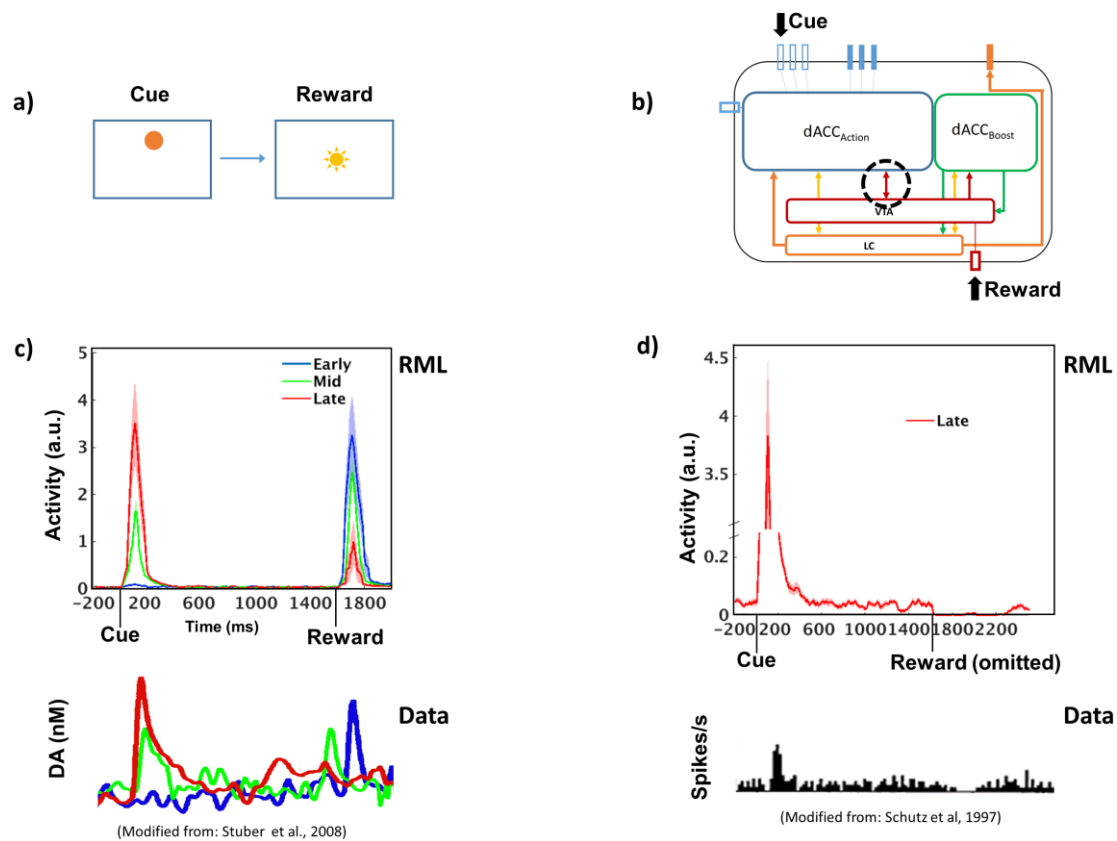 a)
Cue
Reward
b)
Cue
dACCAction
dACCBoost
VTA
LC
Reward
c)
RML
Activity (a.u.)
5
4
3
2
1
0
Early
Mid
Late
−200 200 600 1000 1400 1800
Cue
Time (ms)
Reward
DA (nM)
Data
(Modified from: Stuber et al., 2008)
d)
RML
Activity (a.u.)
4.5
4
3.5
0.2
0
Late
−200 200 600 1000 1400 1800 2200
Cue
Reward (omitted)
Spikes/s
Data
(Modified from: Schutz et al, 1997)